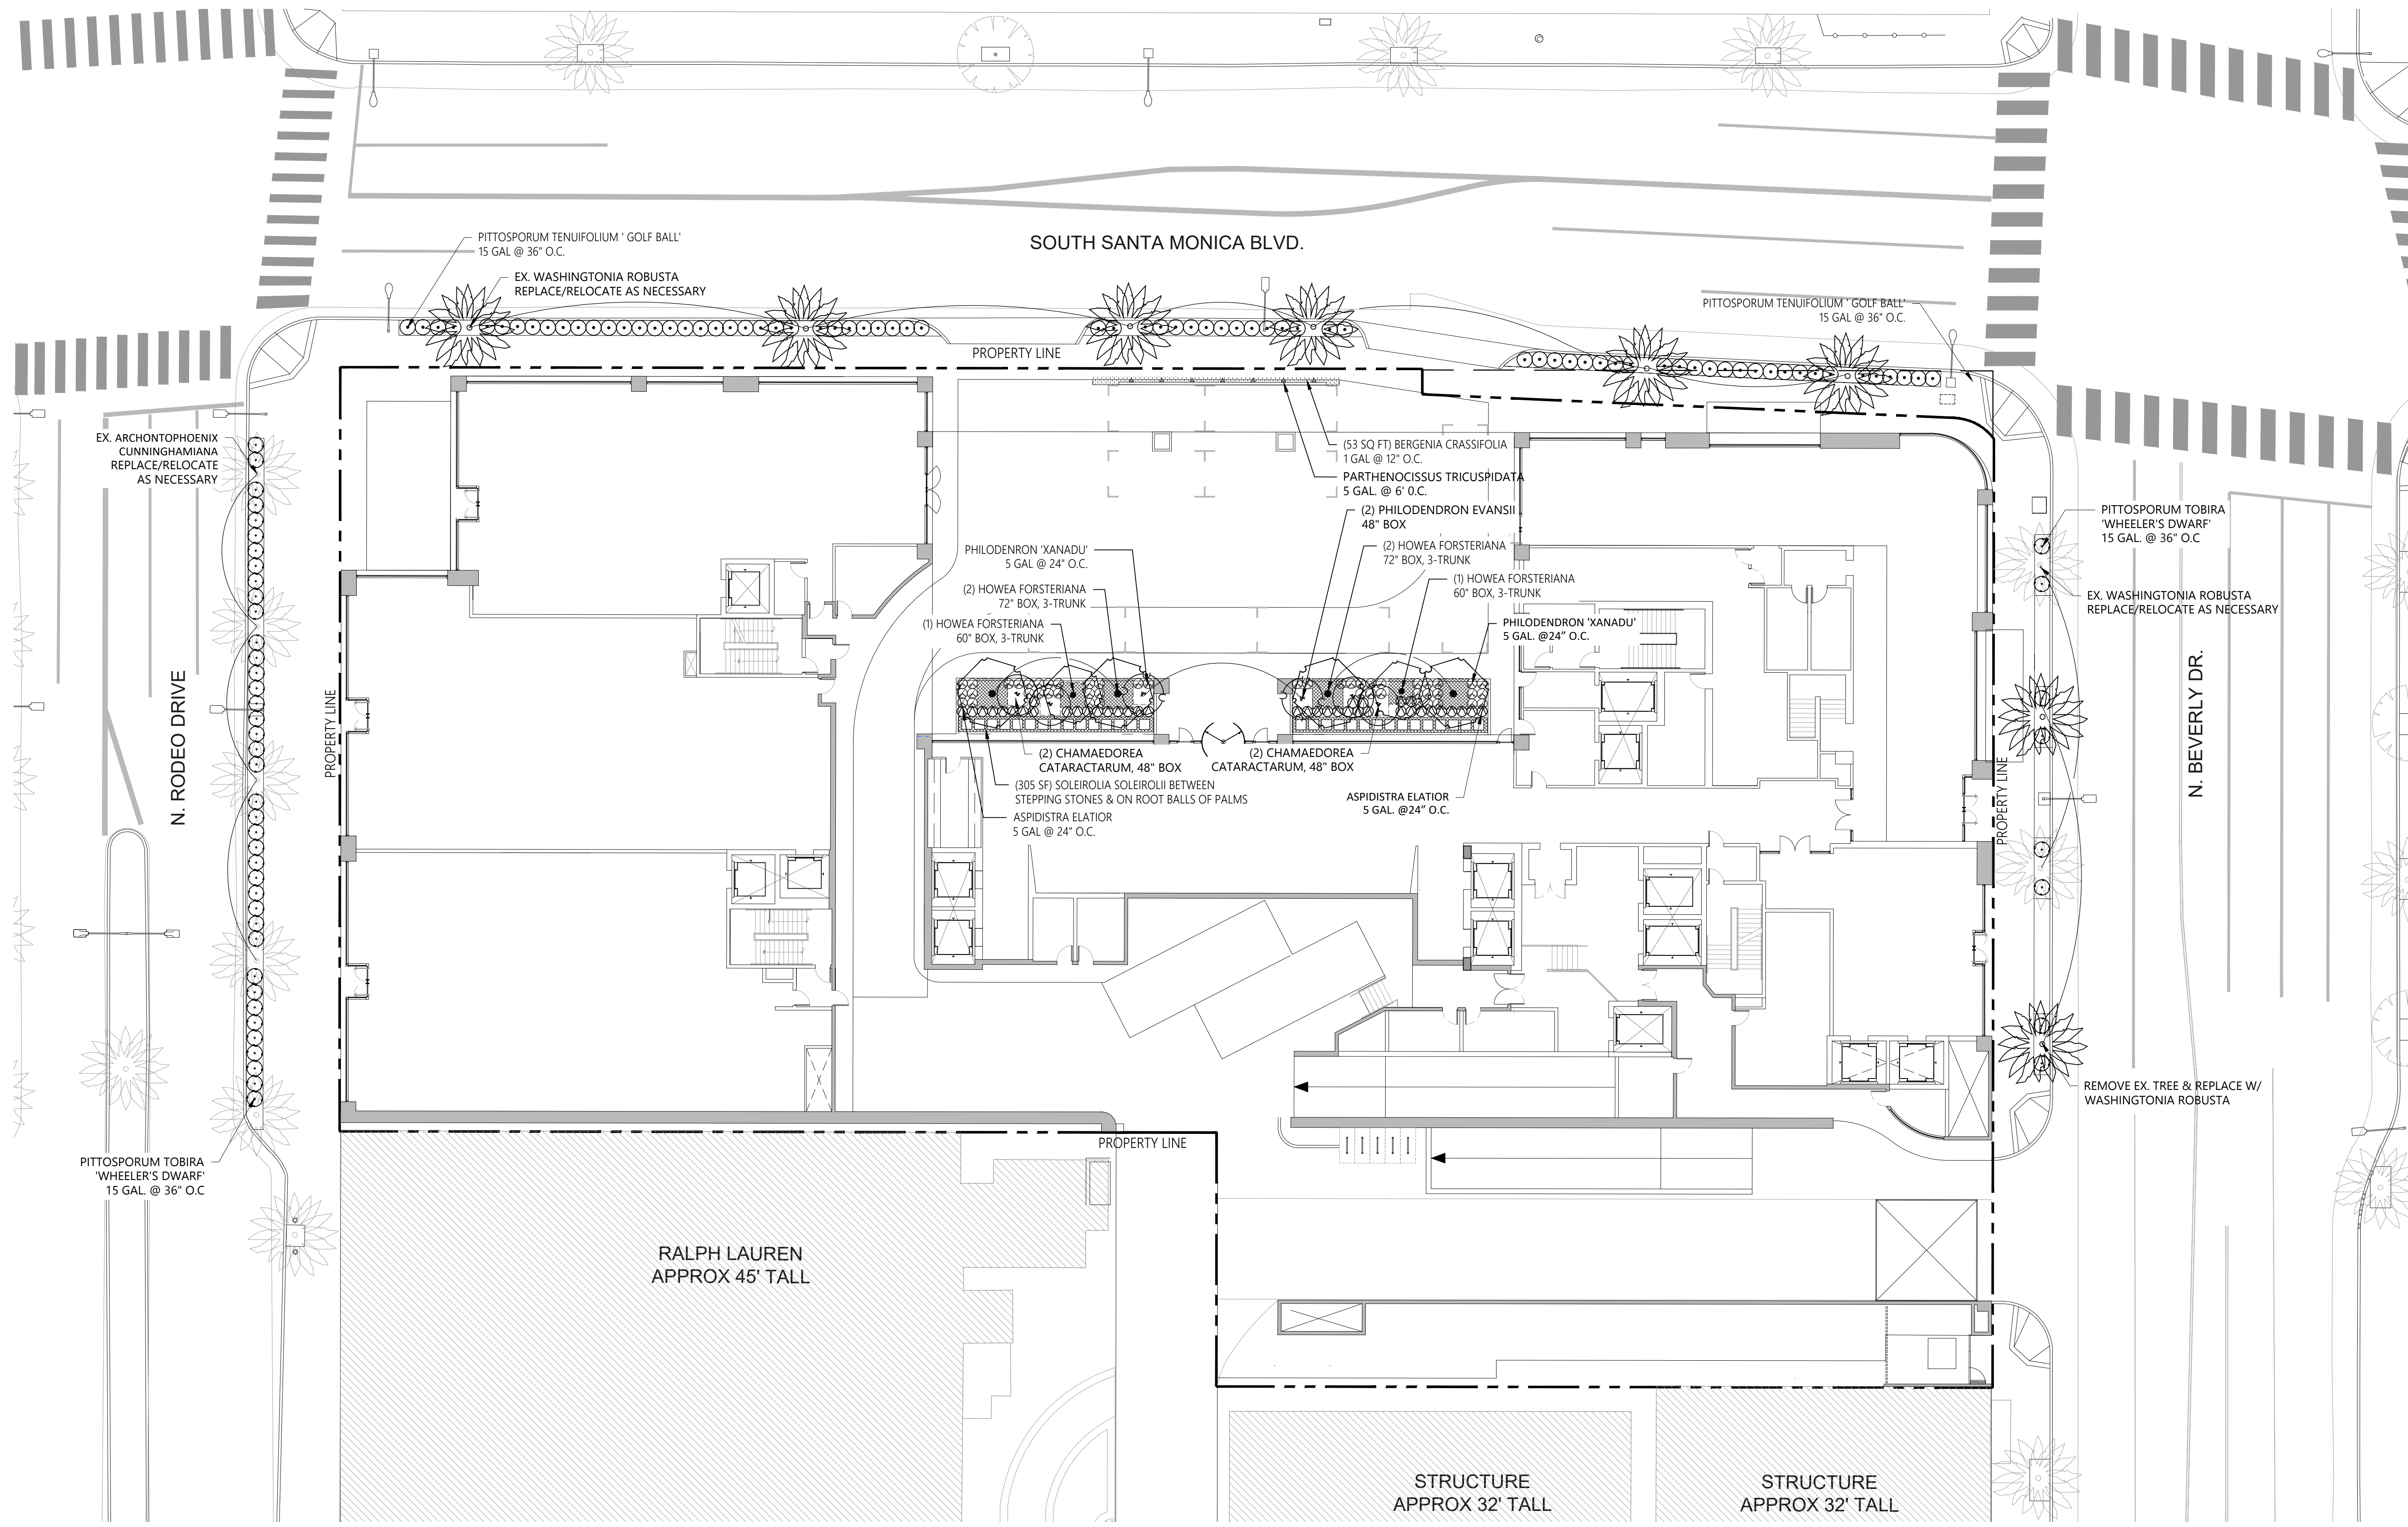 SOUTH SANTA MONICA BLVD.
PITTOSPORUM TENUIFOLIUM ' GOLF BALL'
15 GAL @ 36" O.C.
EX. WASHINGTONIA ROBUSTA
REPLACE/RELOCATE AS NECESSARY
PITTOSPORUM TENUIFOLIUM ' GOLF BALL'
15 GAL @ 36" O.C.
PROPERTY LINE
EX. ARCHONTOPHOENIX
CUNNINGHAMIANA
REPLACE/RELOCATE
AS NECESSARY
(53 SQ FT) BERGENIA CRASSIFOLIA
1 GAL @ 12" O.C.
PARTHENOCISSUS TRICUSPIDATA
5 GAL. @ 6' 0.C.
(2) PHILODENDRON EVANSII
48" BOX
(2) HOWEA FORSTERIANA
72" BOX, 3-TRUNK
(1) HOWEA FORSTERIANA
60" BOX, 3-TRUNK
PHILODENDRON 'XANADU'
5 GAL. @24" O.C.
PHILODENRON 'XANADU'
5 GAL @ 24" O.C.
(2) HOWEA FORSTERIANA
72" BOX, 3-TRUNK
(1) HOWEA FORSTERIANA
60" BOX, 3-TRUNK
PITTOSPORUM TOBIRA
'WHEELER'S DWARF'
15 GAL. @ 36" O.C
EX. WASHINGTONIA ROBUSTA
REPLACE/RELOCATE AS NECESSARY
N. RODEO DRIVE
PROPERTY LINE
(2) CHAMAEDOREA
CATARACTARUM, 48" BOX
(2) CHAMAEDOREA
CATARACTARUM, 48" BOX
(305 SF) SOLEIROLIA SOLEIROLII BETWEEN
STEPPING STONES & ON ROOT BALLS OF PALMS
ASPIDISTRA ELATIOR
5 GAL @ 24" O.C.
ASPIDISTRA ELATIOR
5 GAL. @24" O.C.
PROPERTY LINE
N. BEVERLY DR.
REMOVE EX. TREE & REPLACE W/
WASHINGTONIA ROBUSTA
PROPERTY LINE
PITTOSPORUM TOBIRA
'WHEELER'S DWARF'
15 GAL. @ 36" O.C
RALPH LAUREN
APPROX 45' TALL
STRUCTURE
APPROX 32' TALL
STRUCTURE
APPROX 32' TALL